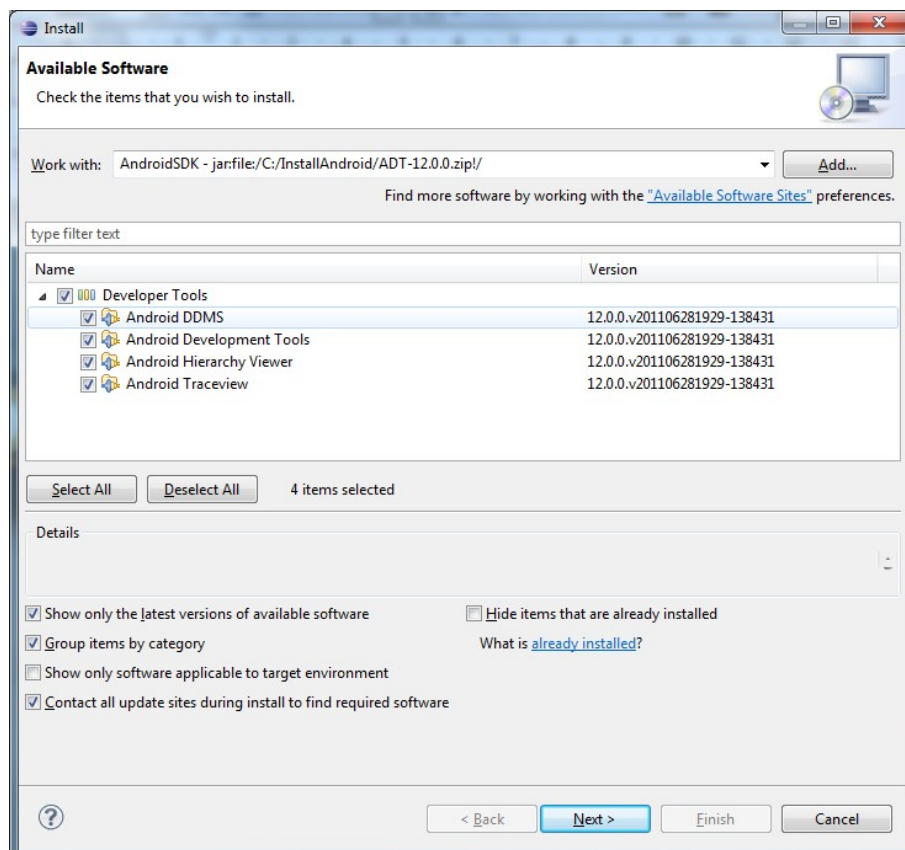 Install
Available Software
Check the items that you wish to install.
Work with: AndroidSDK - jar:file:/C:/InstallAndroid/ADT-12.0.0.zip!/ Add...
Find more software by working with the "Available Software Sites" preferences.
type filter text
Name Version
Developer Tools
Android DDMS 12.0.0.v201106281929-138431
Android Development Tools 12.0.0.v201106281929-138431
Android Hierarchy Viewer 12.0.0.v201106281929-138431
Android Traceview 12.0.0.v201106281929-138431
Select All Deselect All 4 items selected
Details
Show only the latest versions of available software Hide items that are already installed
Group items by category What is already installed?
Show only software applicable to target environment
Contact all update sites during install to find required software
? < Back Next > Finish Cancel